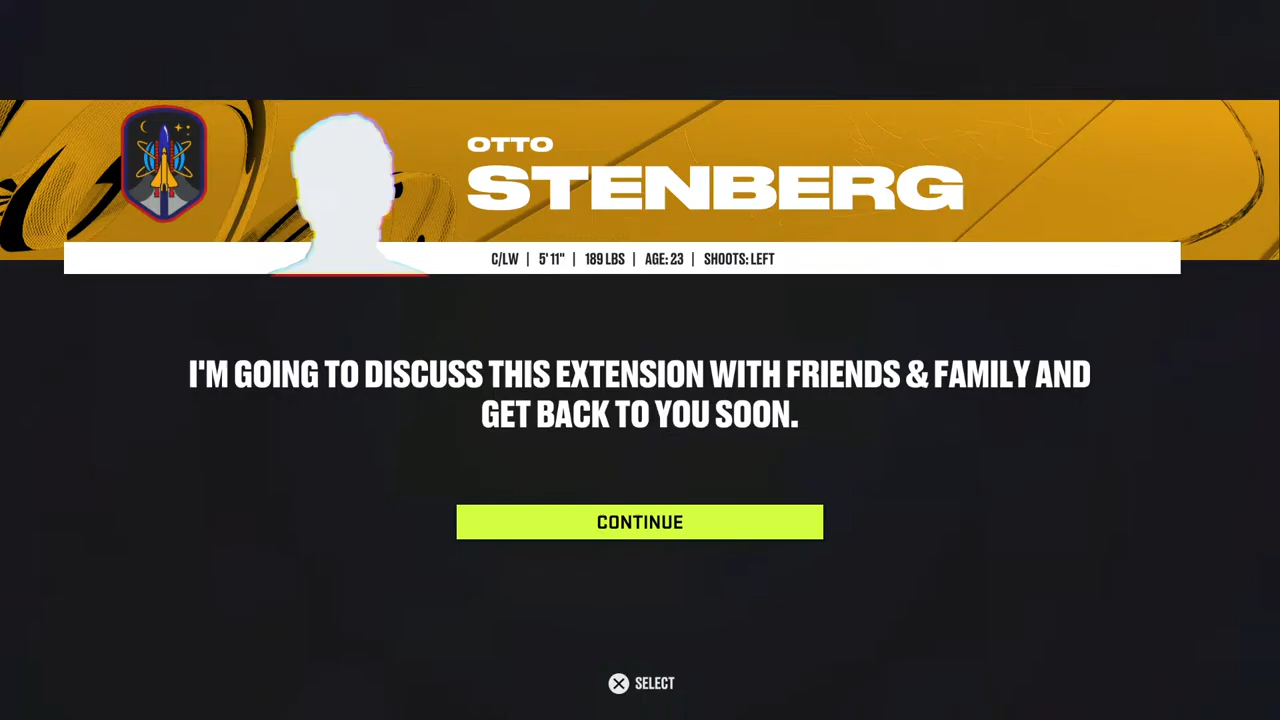 OTTO
STENBERG
C/LW | 5'11" | 189 LBS | AGE: 23 | SHOOTS: LEFT
I'M GOING TO DISCUSS THIS EXTENSION WITH FRIENDS & FAMILY AND
GET BACK TO YOU SOON.
CONTINUE
SELECT